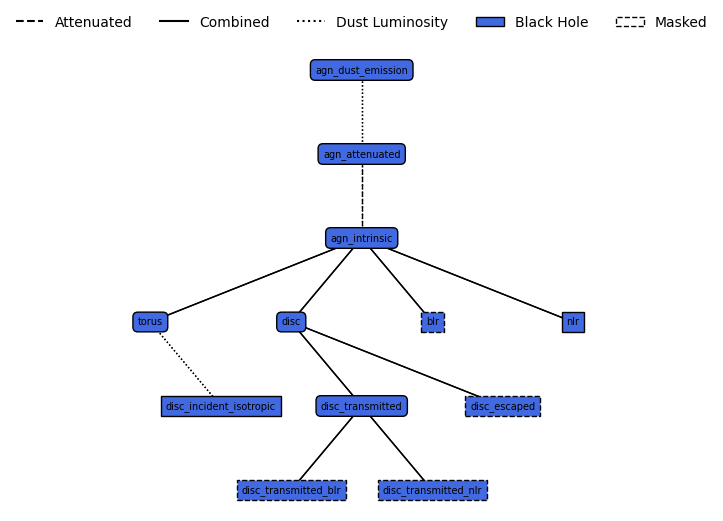 Attenuated Combined Dust Luminosity Black Hole Masked
agn_dust_emission
agn_attenuated
agn_intrinsic
torus disc blr nlr
disc_incident_isotropic disc_transmitted disc_escaped
disc_transmitted_blr disc_transmitted_nlr